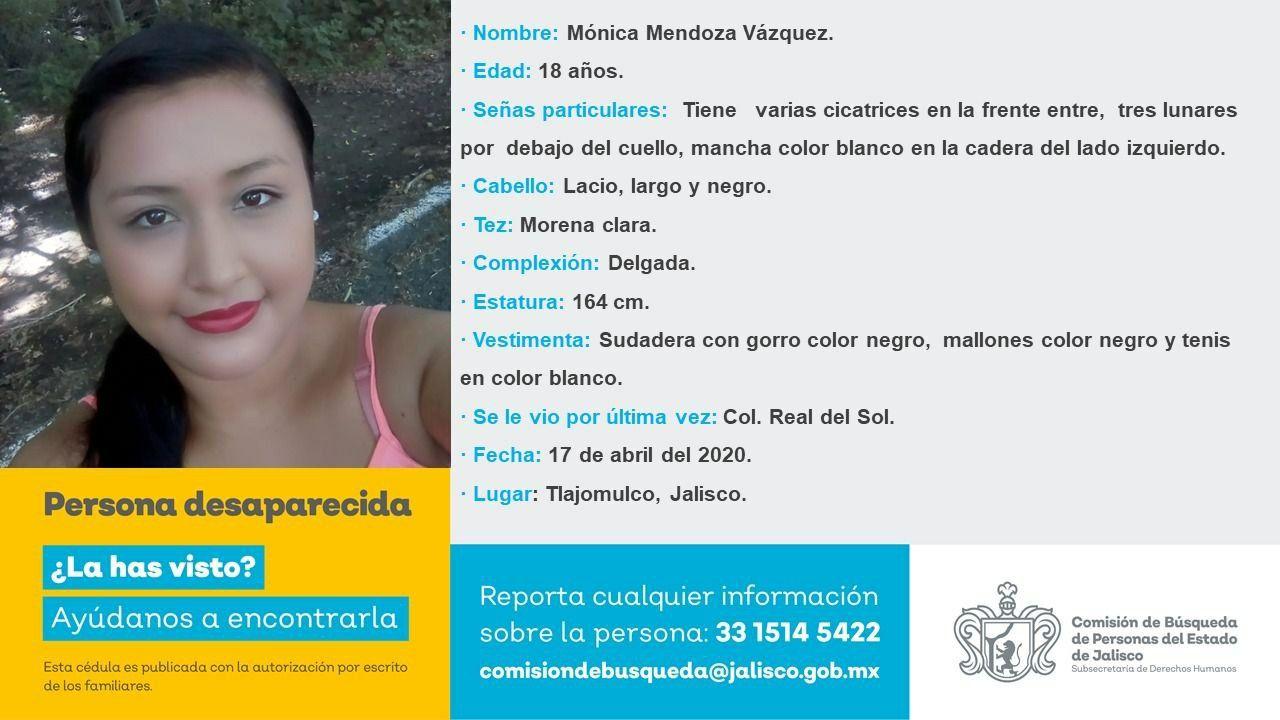 · Nombre: Mónica Mendoza Vázquez.
· Edad: 18 años.
· Señas particulares: Tiene varias cicatrices en la frente entre, tres lunares
por debajo del cuello, mancha color blanco en la cadera del lado izquierdo.
· Cabello: Lacio, largo y negro.
· Tez: Morena clara.
· Complexión: Delgada.
· Estatura: 164 cm.
· Vestimenta: Sudadera con gorro color negro, mallones color negro y tenis
en color blanco.
· Se le vio por última vez: Col. Real del Sol.
· Fecha: 17 de abril del 2020.
· Lugar: Tlajomulco, Jalisco.
Persona desaparecida
¿La has visto?
Ayúdanos a encontrarla
Esta cédula es publicada con la autorización por escrito
de los familiares.
Reporta cualquier información
sobre la persona: 33 1514 5422
comisiondebusqueda@jalisco.gob.mx
Comisión de Búsqueda
de Personas del Estado
de Jalisco
Subsecretaría de Derechos Humanos